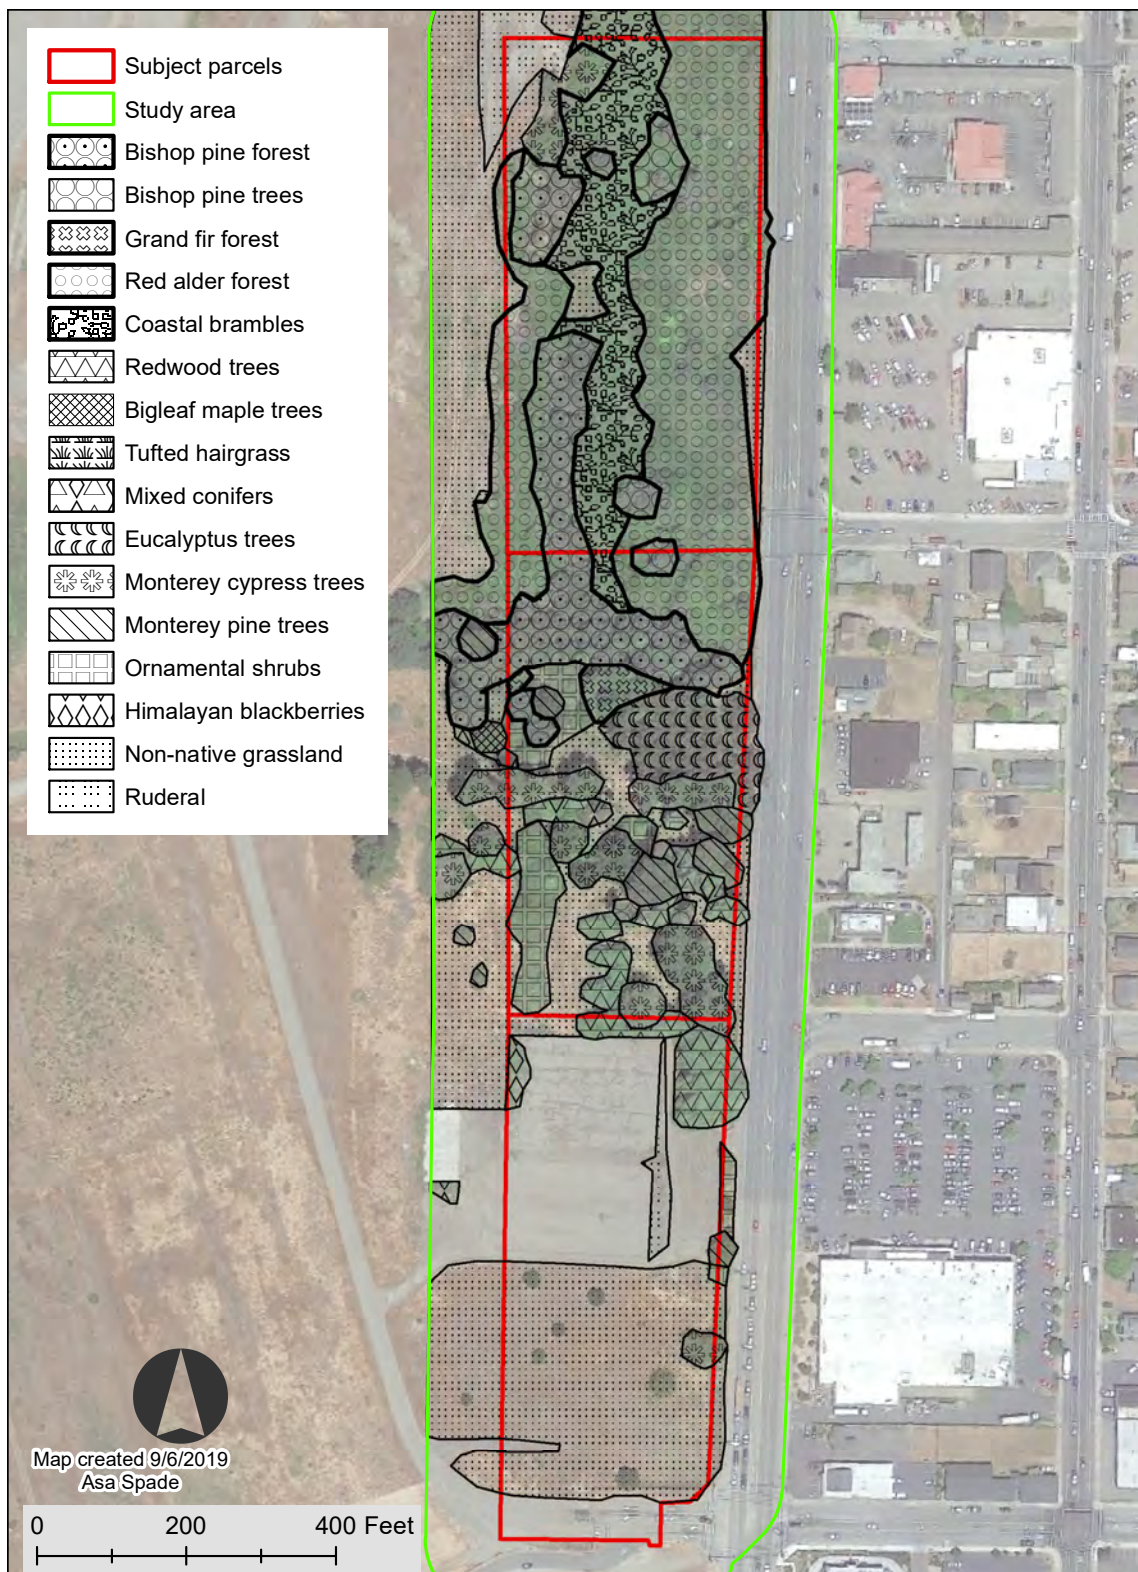 Subject parcels
Study area
Bishop pine forest
Bishop pine trees
Grand fir forest
Red alder forest
Coastal brambles
Redwood trees
Bigleaf maple trees
Tufted hairgrass
Mixed conifers
Eucalyptus trees
Monterey cypress trees
Monterey pine trees
Ornamental shrubs
Himalayan blackberries
Non-native grassland
Ruderal
Map created 9/6/2019
Asa Spade
0 200 400 Feet